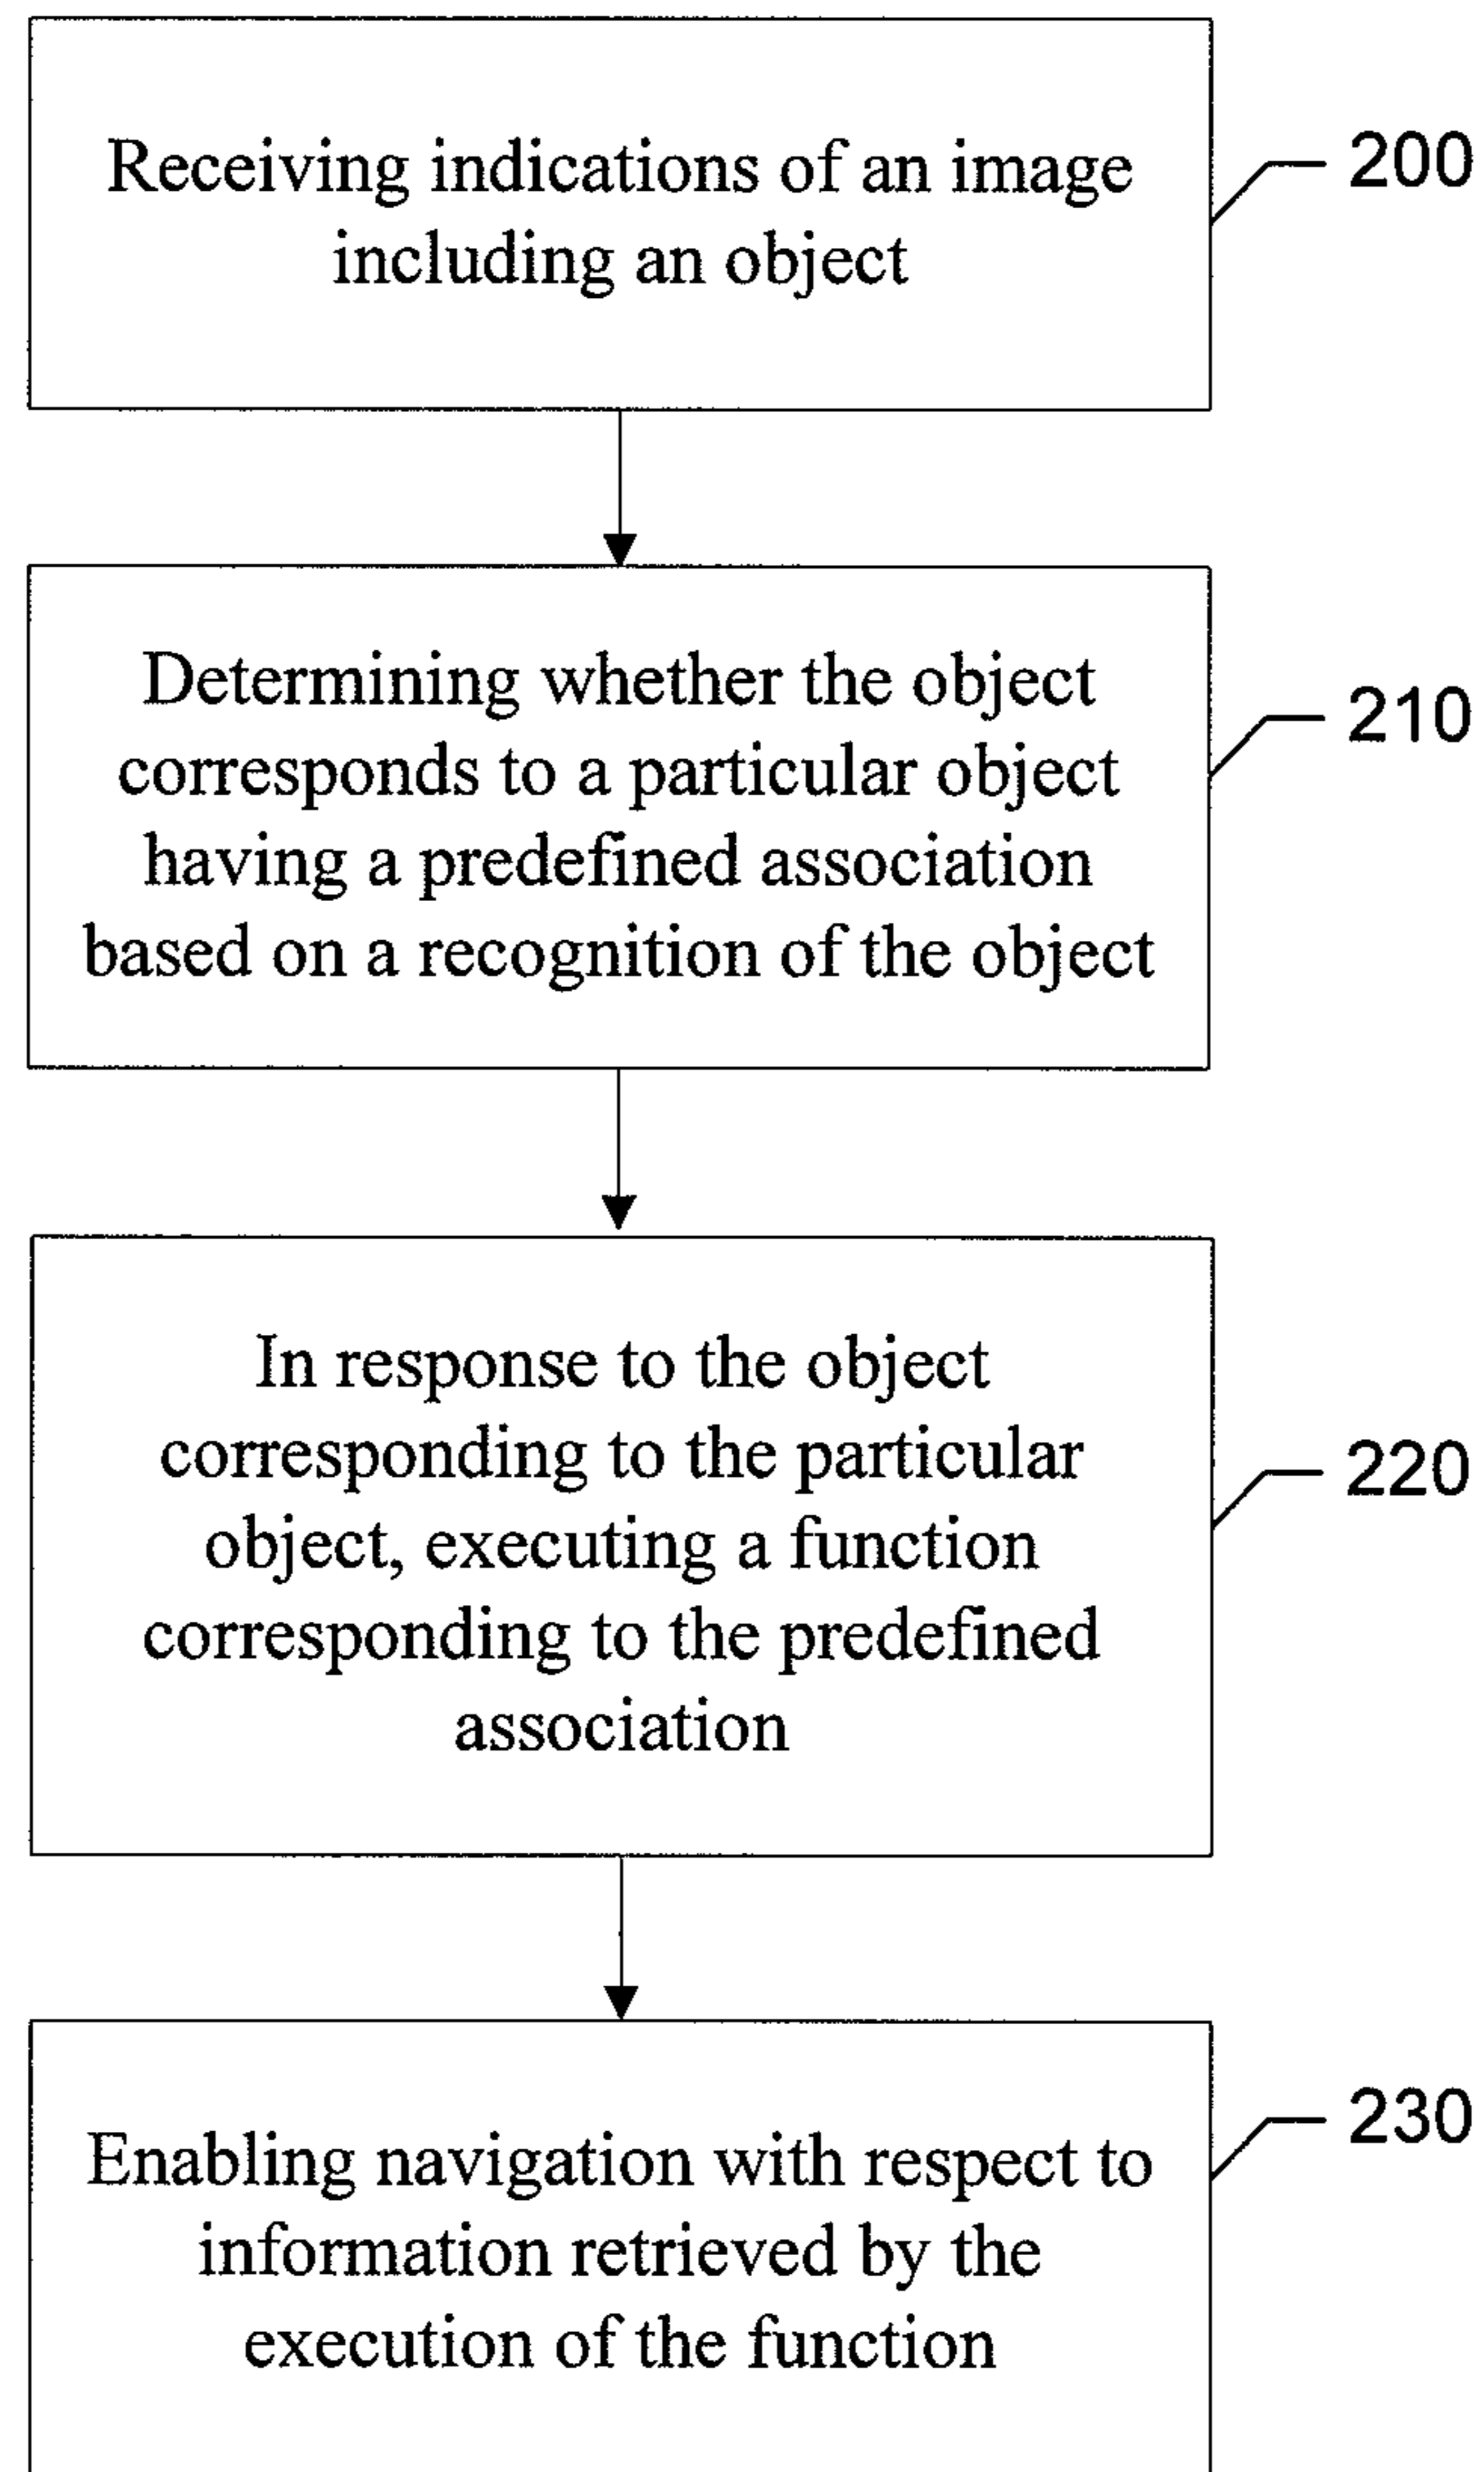 Receiving indications of an image
including an object
200
Determining whether the object
corresponds to a particular object
having a predefined association
based on a recognition of the object
210
In response to the object
corresponding to the particular
object, executing a function
corresponding to the predefined
association
220
Enabling navigation with respect to
information retrieved by the
execution of the function
230